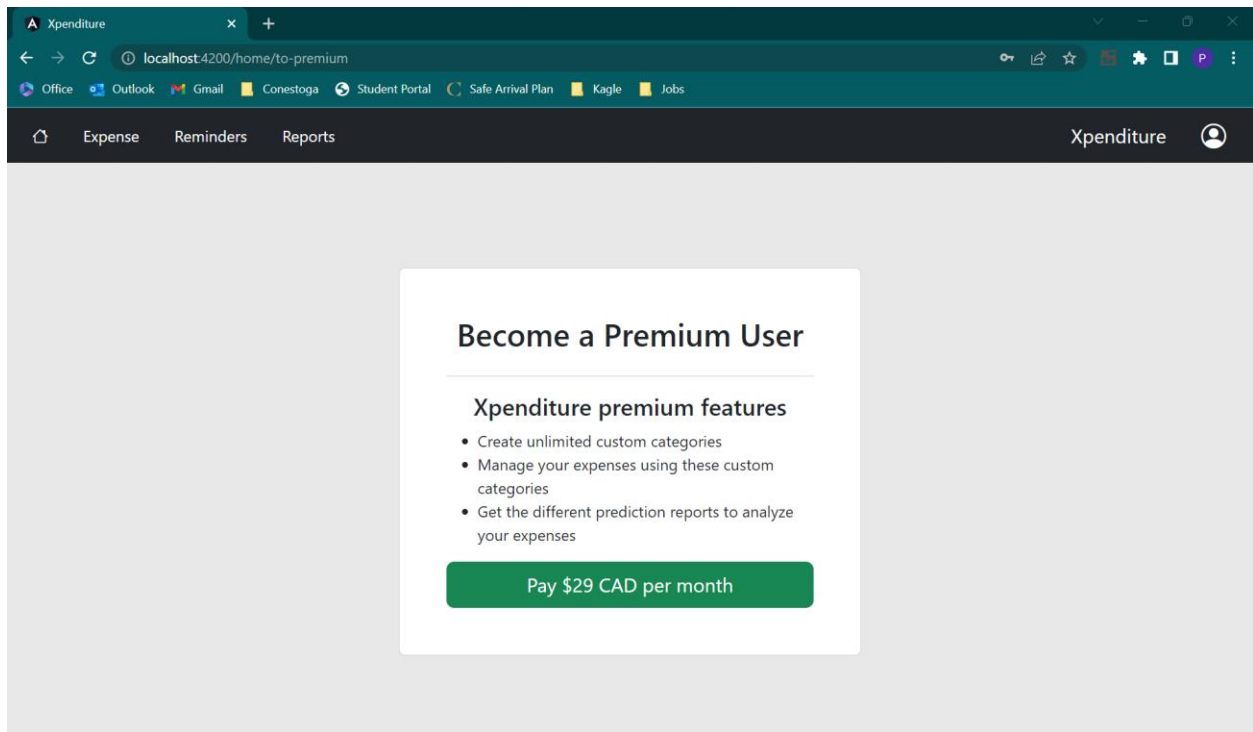 Xpenditure
localhost:4200/home/to-premium
Office Outlook Gmail Conestoga Student Portal Safe Arrival Plan Kagle Jobs
P
Expense Reminders Reports Xpenditure
Become a Premium User
Xpenditure premium features
• Create unlimited custom categories
• Manage your expenses using these custom
categories
• Get the different prediction reports to analyze
your expenses
Pay $29 CAD per month